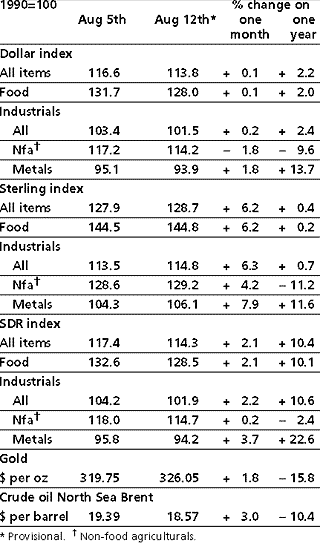 1990=100 Aug 5th Aug 12th* % change on
one month one year
Dollar index
All items 116.6 113.8 + 0.1 + 2.2
Food 131.7 128.0 + 0.1 + 2.0
Industrials
All 103.4 101.5 + 0.2 + 2.4
Nfa† 117.2 114.2 − 1.8 − 9.6
Metals 95.1 93.9 + 1.8 + 13.7
Sterling index
All items 127.9 128.7 + 6.2 + 0.4
Food 144.5 144.8 + 6.2 + 0.2
Industrials
All 113.5 114.8 + 6.3 + 0.7
Nfa† 128.6 129.2 + 4.2 − 11.2
Metals 104.3 106.1 + 7.9 + 11.6
SDR index
All items 117.4 114.3 + 2.1 + 10.4
Food 132.6 128.5 + 2.1 + 10.1
Industrials
All 104.2 101.9 + 2.2 + 10.6
Nfa† 118.0 114.7 + 0.2 − 2.4
Metals 95.8 94.2 + 3.7 + 22.6
Gold
$ per oz 319.75 326.05 + 1.8 − 15.8
Crude oil North Sea Brent
$ per barrel 19.39 18.57 + 3.0 − 10.4
* Provisional. † Non-food agriculturals.